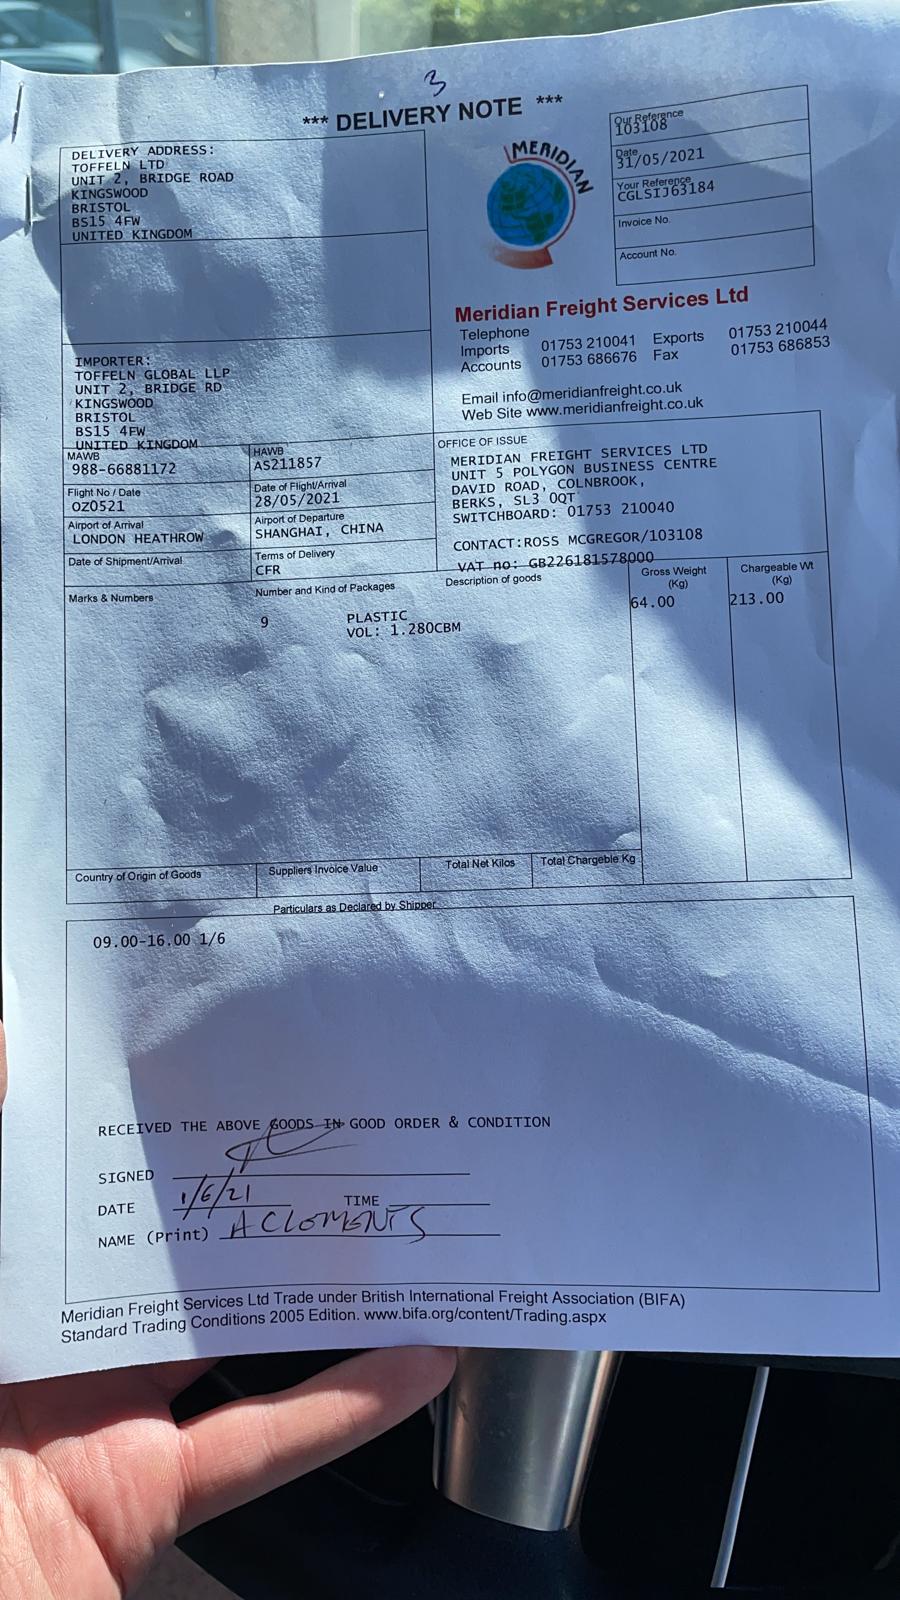 3
*** DELIVERY NOTE ***
DELIVERY ADDRESS:
TOFFELN LTD
UNIT 2, BRIDGE ROAD
KINGSWOOD
BRISTOL
BS15 4FW
UNITED KINGDOM
MERIDIAN
Our Reference
103108
Date
31/05/2021
Your Reference
CGLSIJ63184
Invoice No.
Account No.
Meridian Freight Services Ltd
Telephone
Imports 01753 210041 Exports 01753 210044
Accounts 01753 686676 Fax 01753 686853
Email info@meridianfreight.co.uk
Web Site www.meridianfreight.co.uk
IMPORTER:
TOFFELN GLOBAL LLP
UNIT 2, BRIDGE RD
KINGSWOOD
BRISTOL
BS15 4FW
UNITED KINGDOM
MAWB
988-66881172
HAWB
AS211857
Flight No / Date
OZ0521
Date of Flight/Arrival
28/05/2021
Airport of Arrival
LONDON HEATHROW
Airport of Departure
SHANGHAI, CHINA
Date of Shipment/Arrival
Terms of Delivery
CFR
OFFICE OF ISSUE
MERIDIAN FREIGHT SERVICES LTD
UNIT 5 POLYGON BUSINESS CENTRE
DAVID ROAD, COLNBROOK,
BERKS, SL3 0QT
SWITCHBOARD: 01753 210040
CONTACT:ROSS MCGREGOR/103108
VAT no: GB226181578000
Marks & Numbers
Number and Kind of Packages
Description of goods
Gross Weight
(Kg)
Chargeable Wt
(Kg)
9 PLASTIC 64.00 213.00
VOL: 1.280CBM
Country of Origin of Goods
Suppliers Invoice Value
Total Net Kilos
Total Chargeble Kg
Particulars as Declared by Shipper
09.00-16.00 1/6
RECEIVED THE ABOVE GOODS IN GOOD ORDER & CONDITION
SIGNED
DATE 1/6/21 TIME
NAME (Print) A CLEMENTS
Meridian Freight Services Ltd Trade under British International Freight Association (BIFA)
Standard Trading Conditions 2005 Edition. www.bifa.org/content/Trading.aspx